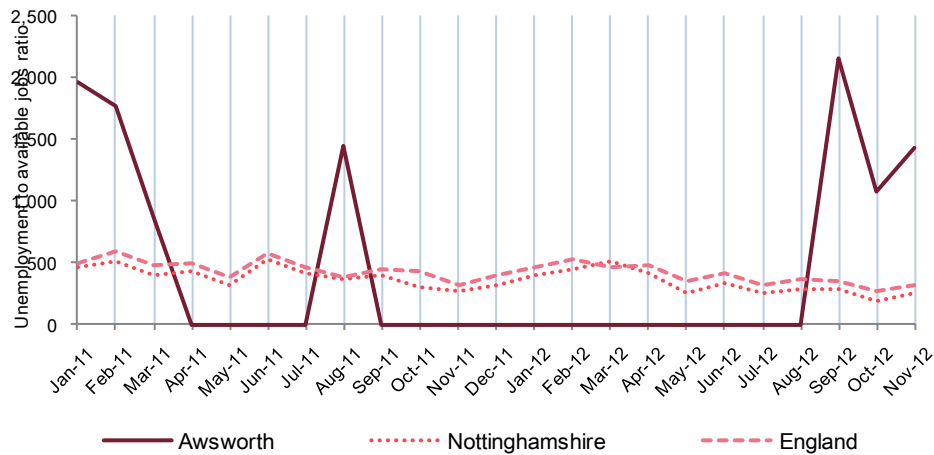 Unemployment to available jobs ratio
2,500
2,000
1,500
1,000
500
0
Jan-11
Feb-11
Mar-11
Apr-11
May-11
Jun-11
Jul-11
Aug-11
Sep-11
Oct-11
Nov-11
Dec-11
Jan-12
Feb-12
Mar-12
Apr-12
May-12
Jun-12
Jul-12
Aug-12
Sep-12
Oct-12
Nov-12
Awsworth
Nottinghamshire
England